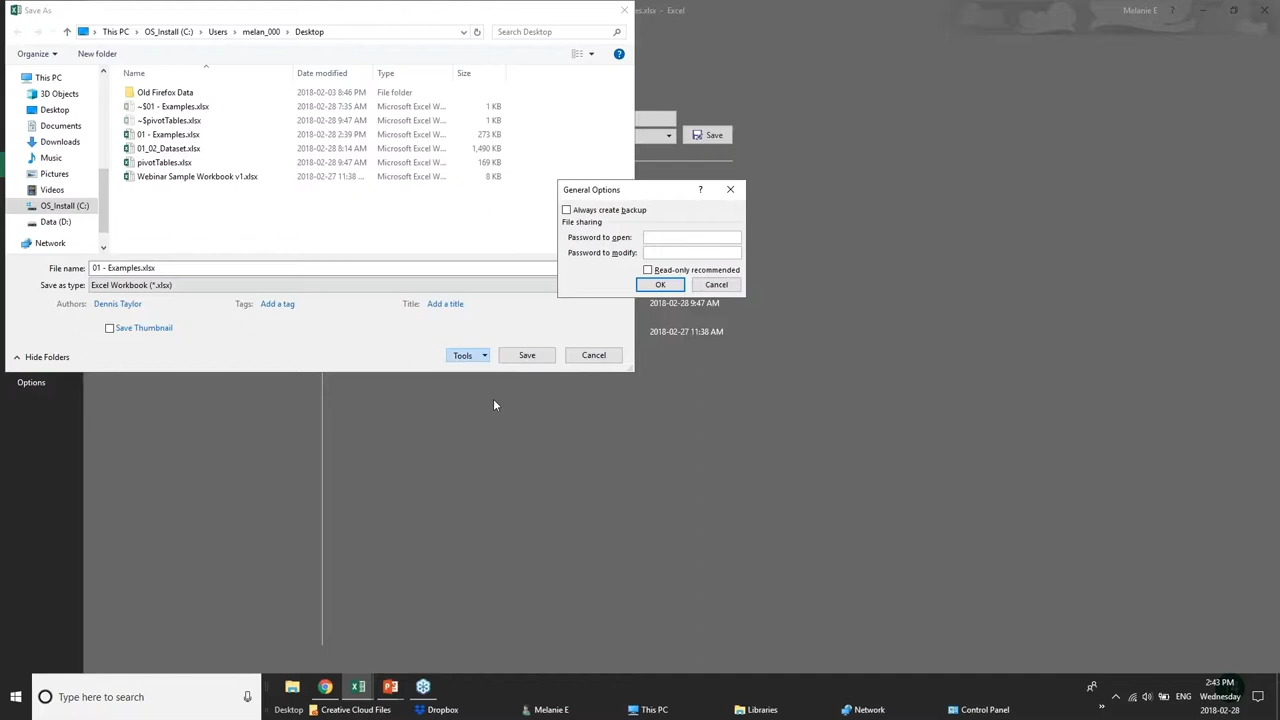 Save As
es.xlsx - Excel
Melanie E
?
This PC > OS_Install (C:) > Users > melan_000 > Desktop
Search Desktop
Organize
New folder
?
This PC
3D Objects
Desktop
Documents
Downloads
Music
Pictures
Videos
OS_Install (C:)
Data (D:)
Network
Name Date modified Type Size
Old Firefox Data 2018-02-03 8:46 PM File folder
~$01 - Examples.xlsx 2018-02-28 7:35 AM Microsoft Excel W... 1 KB
~$pivotTables.xlsx 2018-02-28 9:47 AM Microsoft Excel W... 1 KB
01 - Examples.xlsx 2018-02-28 2:39 PM Microsoft Excel W... 273 KB
01_02_Dataset.xlsx 2018-02-28 8:14 AM Microsoft Excel W... 1,490 KB
pivotTables.xlsx 2018-02-28 9:47 AM Microsoft Excel W... 169 KB
Webinar Sample Workbook v1.xlsx 2018-02-27 11:38 ... Microsoft Excel W... 8 KB
Save
General Options
?
Always create backup
File sharing
Password to open:
Password to modify:
Read-only recommended
OK
Cancel
2018-02-28 9:47 AM
2018-02-27 11:38 AM
File name: 01 - Examples.xlsx
Save as type: Excel Workbook (*.xlsx)
Authors: Dennis Taylor
Tags: Add a tag
Title: Add a title
Save Thumbnail
Hide Folders
Tools
Save
Cancel
Options
Type here to search
Desktop
Creative Cloud Files
Dropbox
Melanie E
This PC
Libraries
Network
Control Panel
»
ENG
2:43 PM
Wednesday
2018-02-28